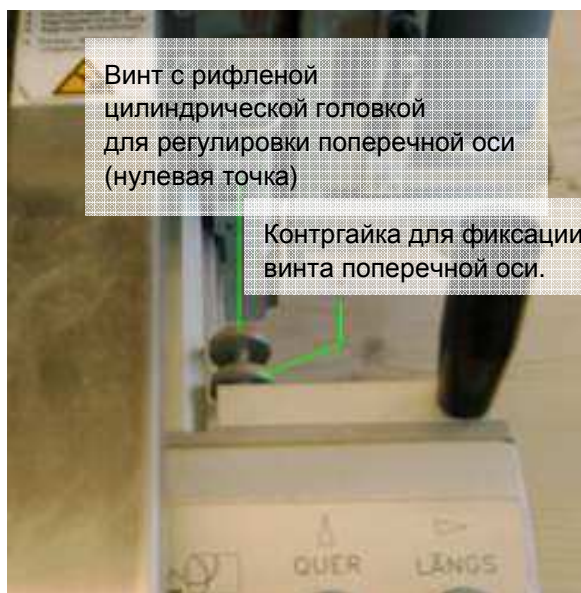 Винт с рифленой
цилиндрической головкой
для регулировки поперечной оси
(нулевая точка)
Контргайка для фиксации
винта поперечной оси.
QUER
LÄNGS